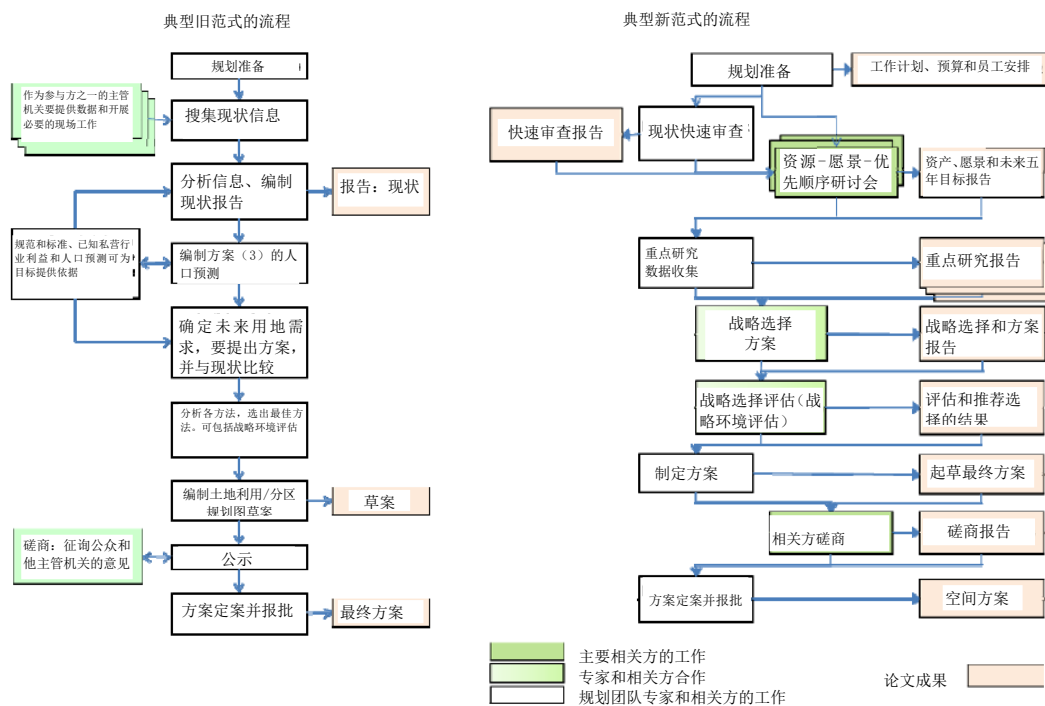 典型旧范式的流程
规划准备
作为参与方之一的主管
机关要提供数据和开展
必要的现场工作
搜集现状信息
分析信息、编制
现状报告
报告：现状
规范和标准、已知私营行
业利益和人口预测可为
目标提供依据
编制方案（3）的人
口预测
确定未来用地需
求，要提出方案，
并与现状比较
分析各方法，选出最佳方
法。可包括战略环境评估
编制土地利用/分区
规划图草案
草案
磋商：征询公众和
他主管机关的意见
公示
方案定案并报批
最终方案
典型新范式的流程
规划准备
工作计划、预算和员工安排
快速审查报告
现状快速审查
资源-愿景-优
先顺序研讨会
资产、愿景和未来五
年目标报告
重点研究
数据收集
重点研究报告
战略选择
方案
战略选择和方案
报告
战略选择评估（战
略环境评估）
评估和推荐选
择的结果
制定方案
起草最终方案
相关方磋商
磋商报告
方案定案并报批
空间方案
主要相关方的工作
专家和相关方合作
规划团队专家和相关方的工作
论文成果